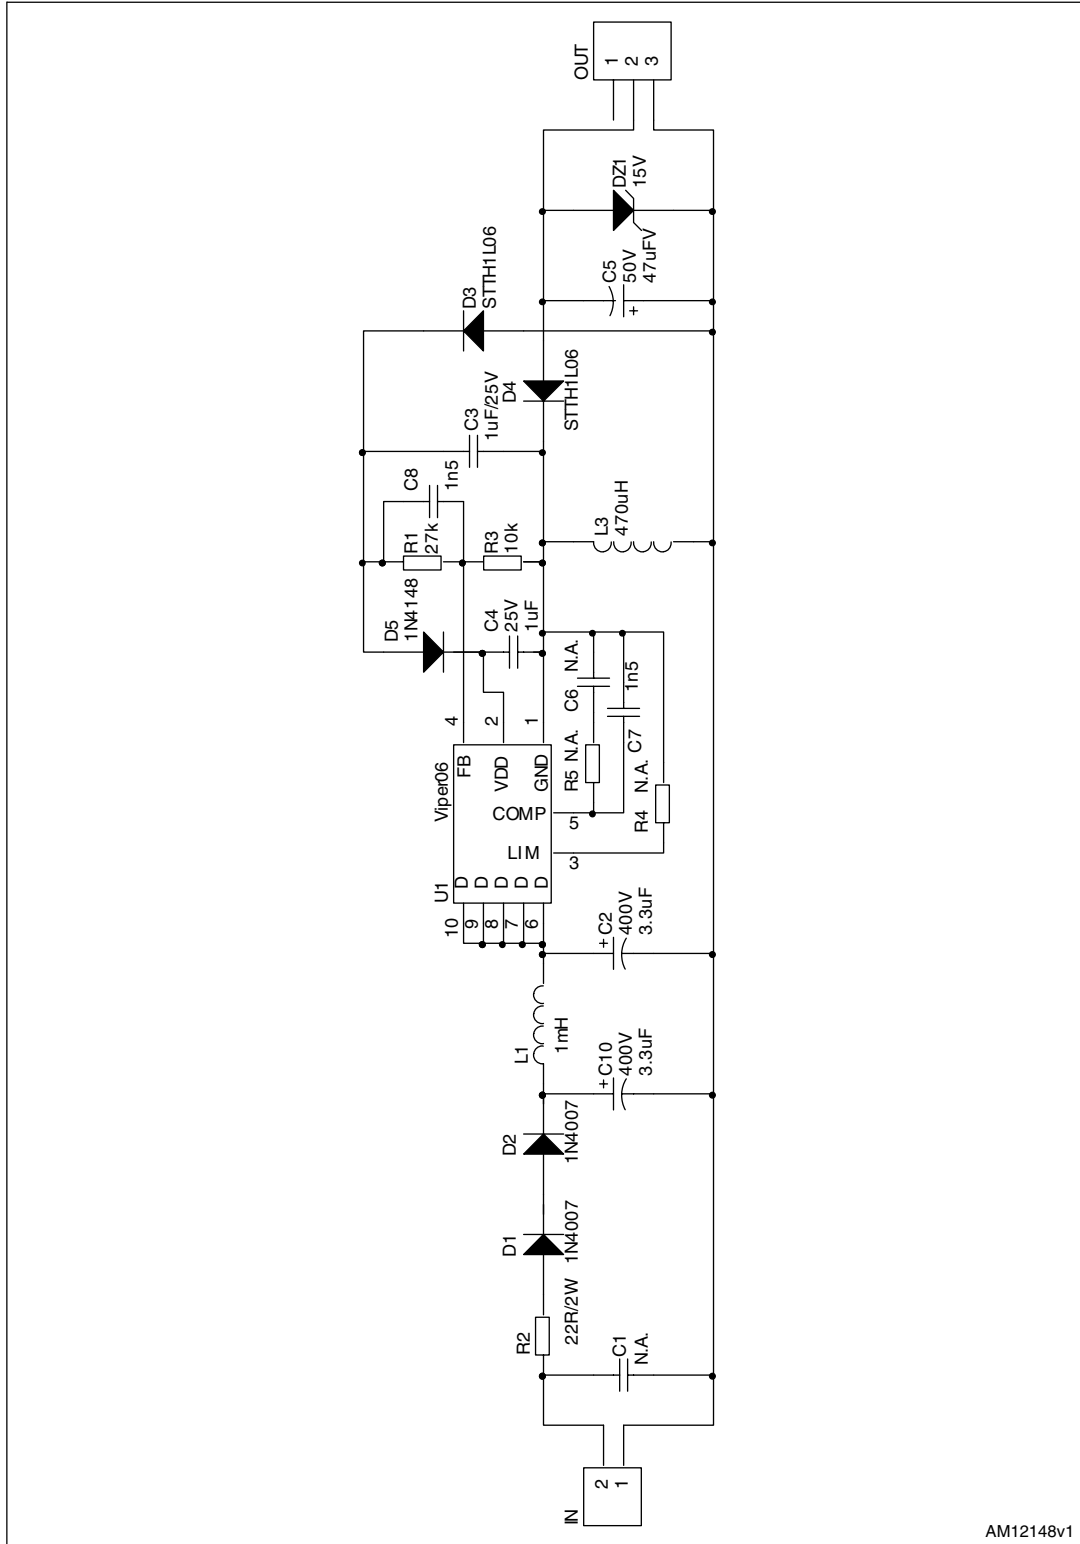 OUT
1
2
3
DZ1
15V
C5
50V
47uFV
+
D3
STTH1L06
D4
STTH1L06
C3
1uF/25V
C8
1n5
R1
27k
R3
10k
L3
470uH
D5
1N4148
C4
25V
1uF
4
2
1
Viper06
U1
FB
VDD
GND
COMP
LIM
D
D
D
D
D
5
3
10
9
8
7
6
C6
N.A.
R5
N.A.
C7
1n5
R4
N.A.
+C2
400V
3.3uF
L1
1mH
+C10
400V
3.3uF
D2
1N4007
D1
1N4007
R2
22R/2W
C1
N.A.
IN
2
1
AM12148v1